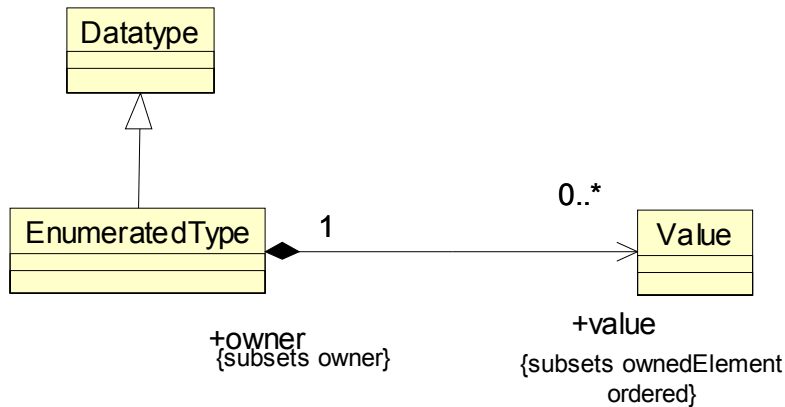 Datatype
0..*
1
EnumeratedType
Value
+owner
{subsets owner}
+value
{subsets ownedElement
ordered}